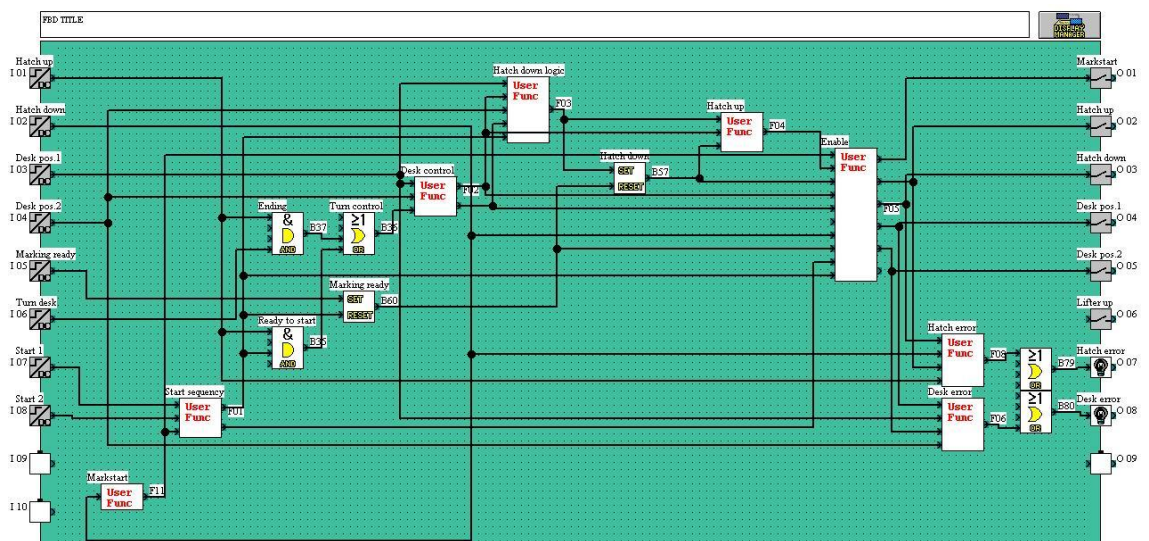 FBD TITLE
DISPLAY
MANAGER
Hatch up
I 01
Hatch down
I 02
Desk pos.1
I 03
Desk pos.2
I 04
Marking ready
I 05
Turn desk
I 06
Start 1
I 07
Start 2
I 08
I 09
I 10
Markstart
User
Func
F11
Start sequency
User
Func
F01
Ending
&
AND
B37
Ready to start
&
AND
B35
Turn control
≥1
OR
B36
Marking ready
SET
RESET
B60
Desk control
User
Func
F02
Hatch down logic
User
Func
F03
Hatch down
SET
RESET
B57
Hatch up
User
Func
F04
Enable
User
Func
F05
Hatch error
User
Func
F08
Desk error
User
Func
F06
≥1
OR
B79
≥1
OR
B80
Markstart
O 01
Hatch up
O 02
Hatch down
O 03
Desk pos.1
O 04
Desk pos.2
O 05
Lifter up
O 06
Hatch error
O 07
Desk error
O 08
O 09